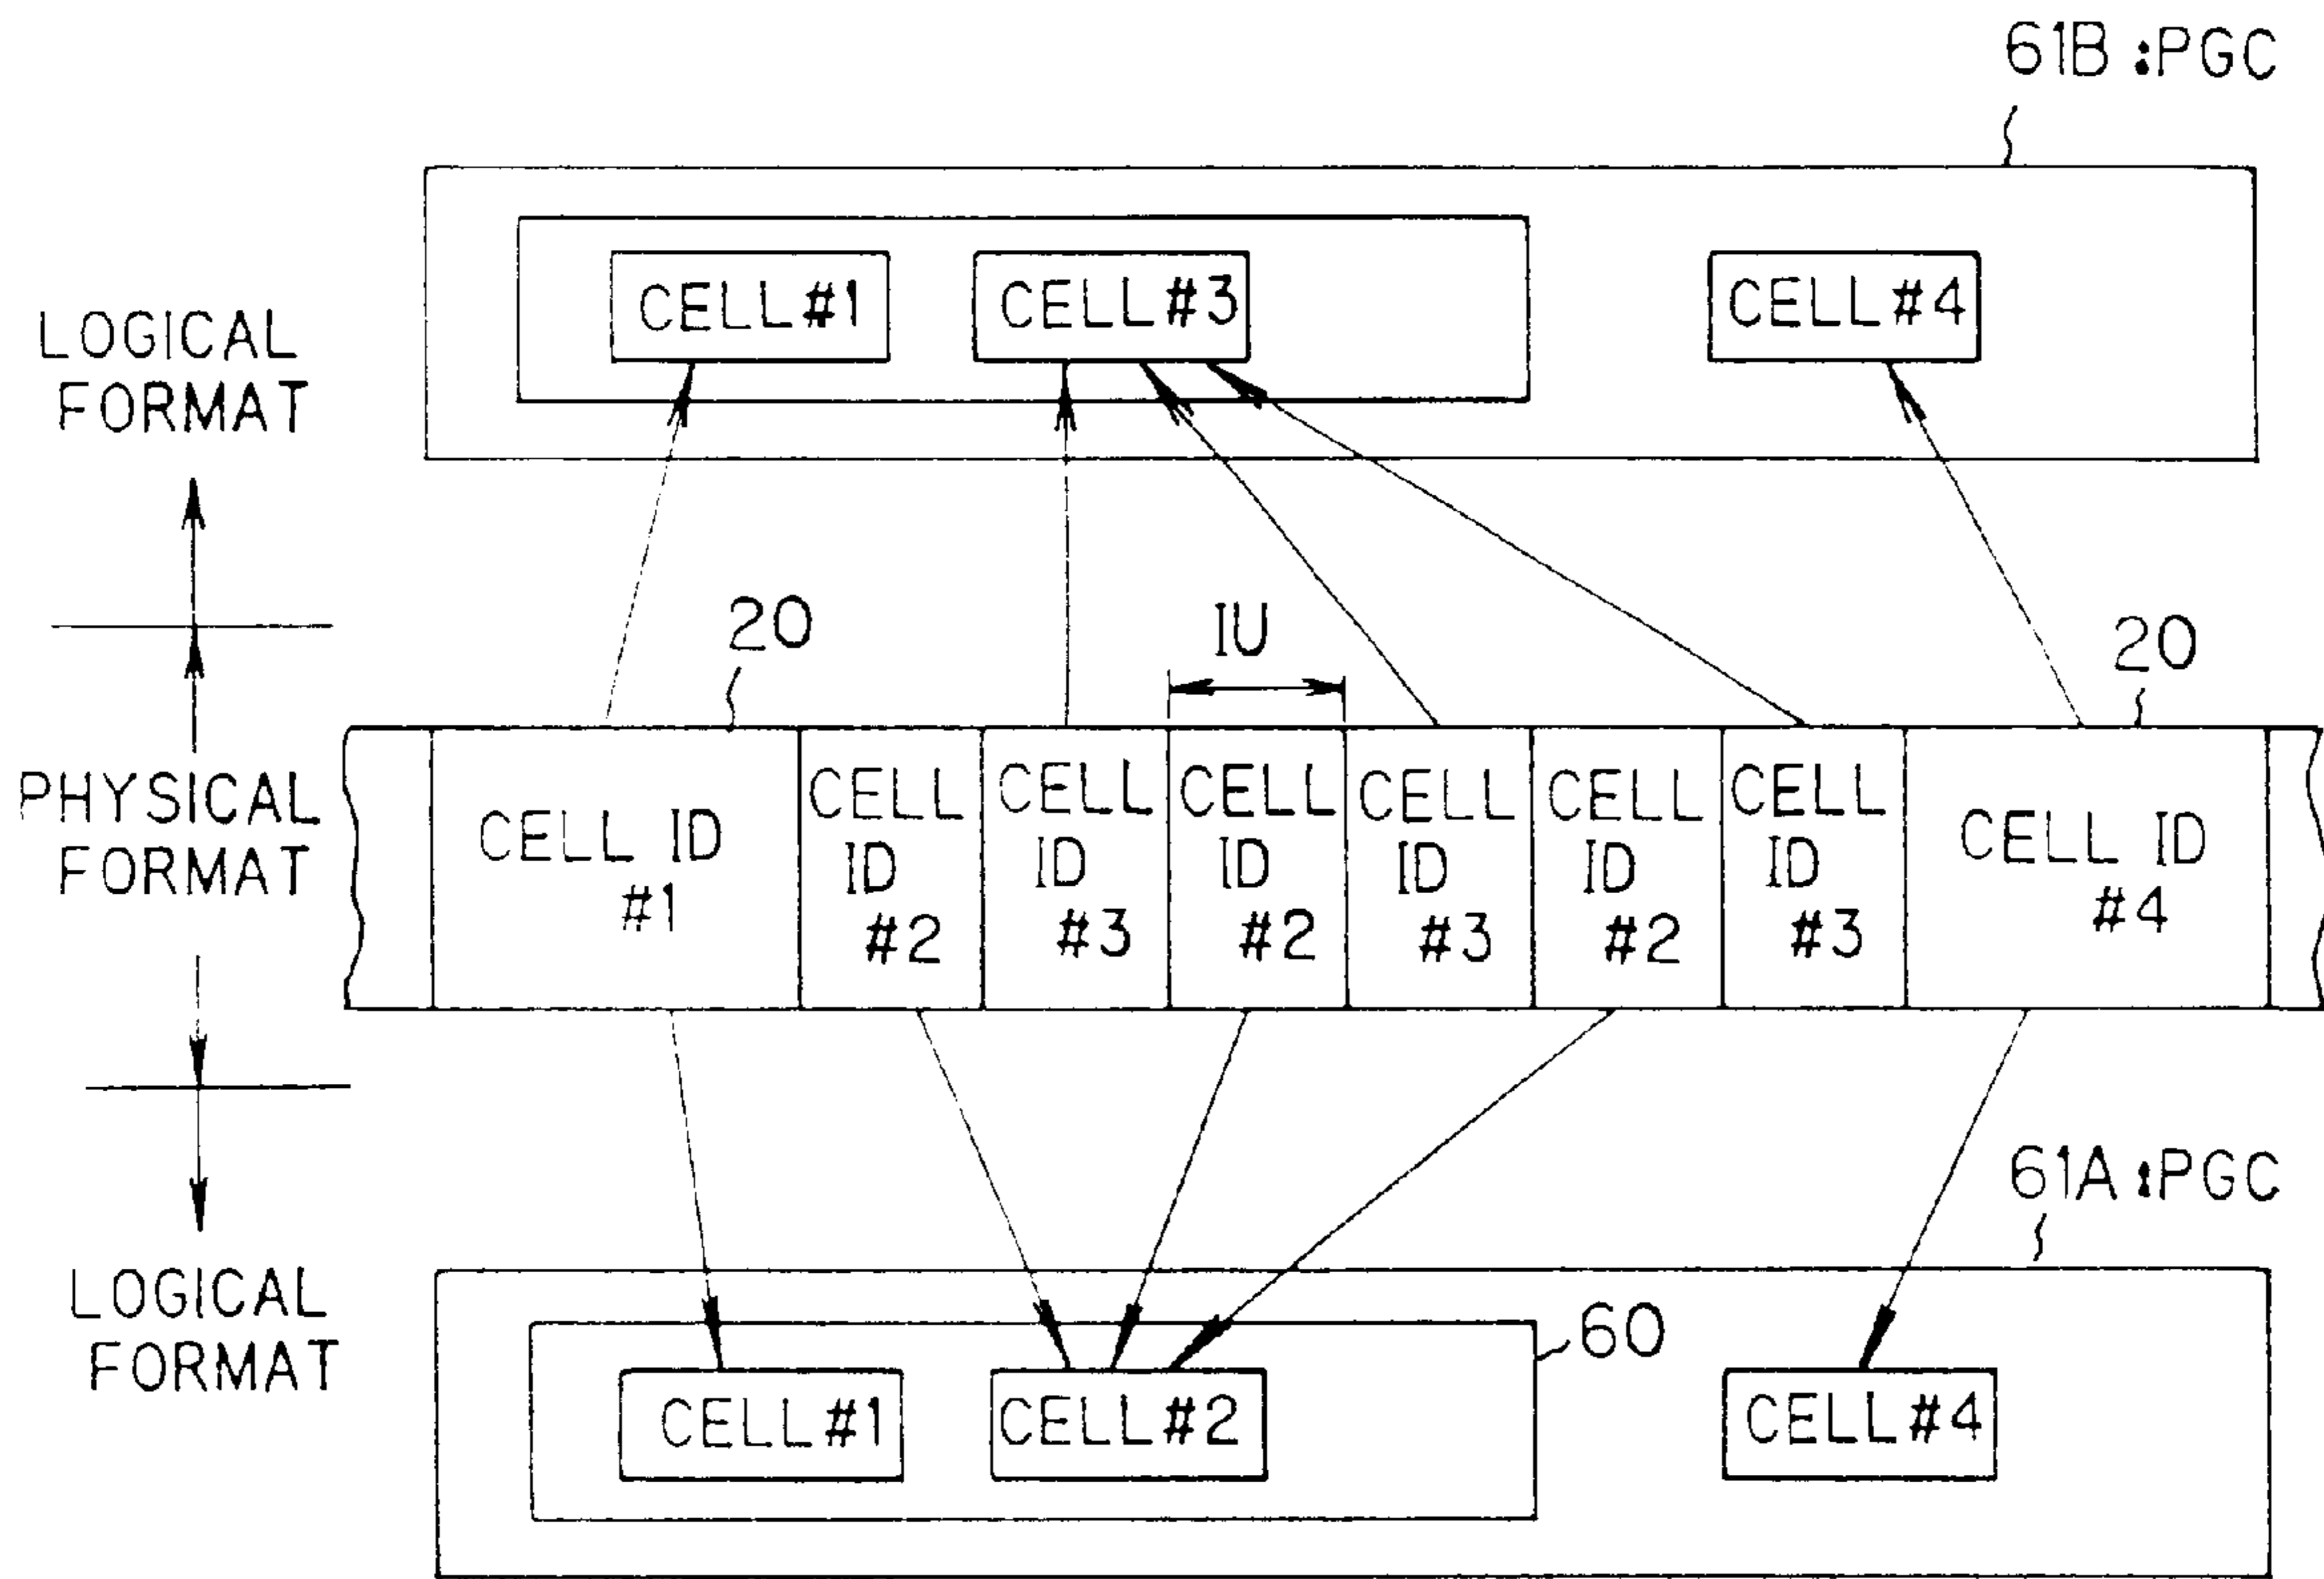 61B :PGC
CELL #1
CELL #3
CELL #4
LOGICAL
FORMAT
20
IU
20
PHYSICAL
FORMAT
CELL ID
#1
CELL
ID
#2
CELL
ID
#3
CELL
ID
#2
CELL
ID
#3
CELL
ID
#2
CELL
ID
#3
CELL ID
#4
61A :PGC
LOGICAL
FORMAT
60
CELL #1
CELL #2
CELL #4